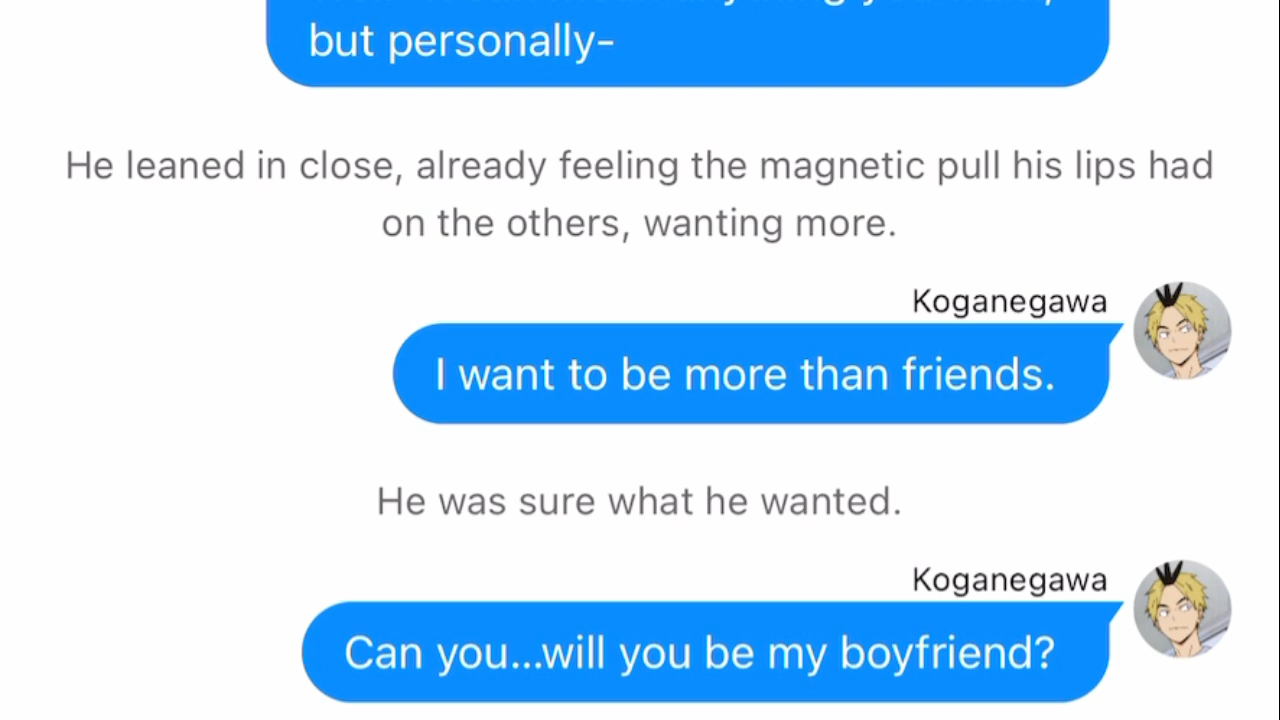 but personally-
He leaned in close, already feeling the magnetic pull his lips had
on the others, wanting more.
Koganegawa
I want to be more than friends.
He was sure what he wanted.
Koganegawa
Can you...will you be my boyfriend?